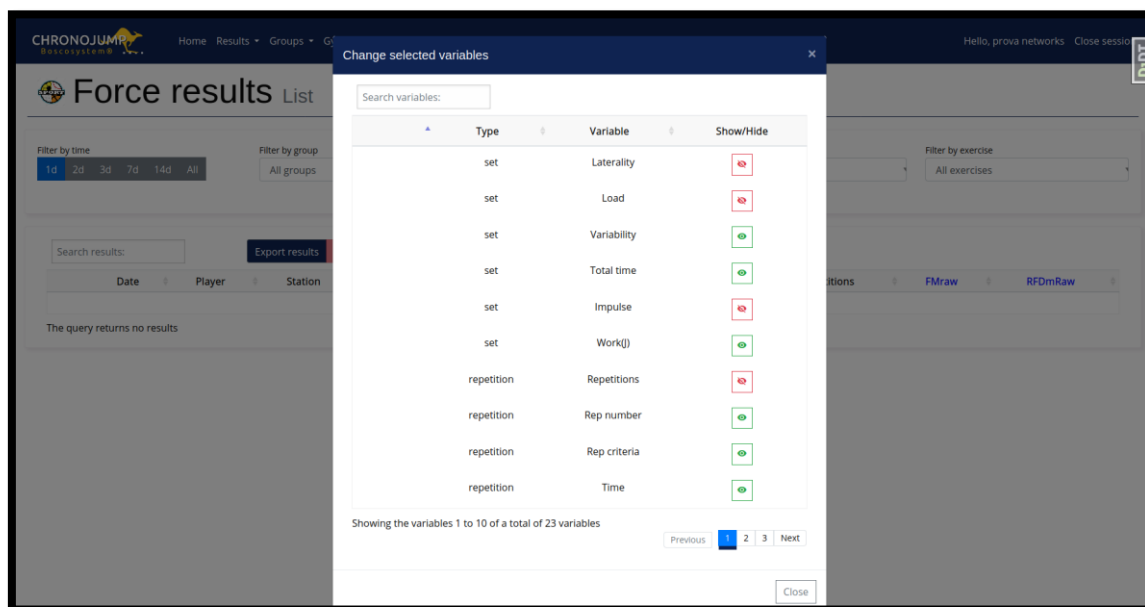 CHRONOJUMP
Boscosystem®
Home Results Groups
Hello, prova networks Close
Force results List
Filter by time
1d 2d 3d 7d 14d All
Filter by group
All groups
Filter by exercise
All exercises
Search results:
Export results
Date Player Station
FMraw RFDmRaw
The query returns no results
Change selected variables ×
Search variables:
Type Variable Show/Hide
set Laterality
set Load
set Variability
set Total time
set Impulse
set Work(J)
repetition Repetitions
repetition Rep number
repetition Rep criteria
repetition Time
Showing the variables 1 to 10 of a total of 23 variables
Previous 1 2 3 Next
Close